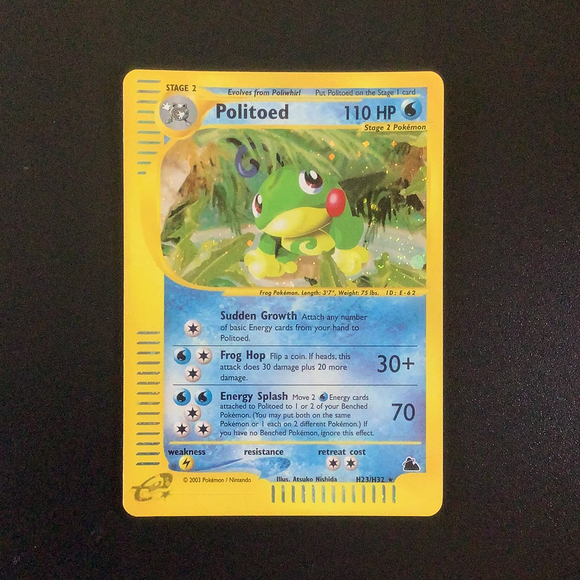 STAGE 2
Evolves from Poliwhirl
Put Politoed on the Stage 1 card
Politoed
110 HP
Stage 2 Pokémon
Frog Pokémon. Length: 3'7", Weight: 75 lbs. ID: E-62
Sudden Growth Attach any number
of basic Energy cards from your hand to
Politoed.
Frog Hop Flip a coin. If heads, this
attack does 30 damage plus 20 more
damage.
30+
Energy Splash Move 2 Energy cards
attached to Politoed to 1 or 2 of your Benched
Pokémon. (You may put both on the same
Pokémon or 1 each on 2 different Pokémon.) If
you have no Benched Pokémon, ignore this effect.
70
weakness
resistance
retreat cost
© 2003 Pokémon / Nintendo
Illus. Atsuko Nishida
H23/H32 ★